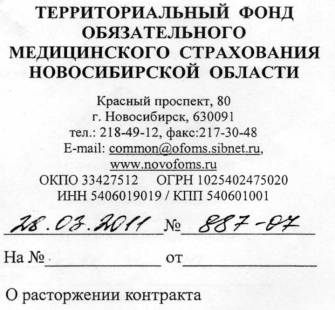 ТЕРРИТОРИАЛЬНЫЙ ФОНД
ОБЯЗАТЕЛЬНОГО
МЕДИЦИНСКОГО СТРАХОВАНИЯ
НОВОСИБИРСКОЙ ОБЛАСТИ
Красный проспект, 80
г. Новосибирск, 630091
тел.: 218-49-12, факс:217-30-48
E-mail: common@ofoms.sibnet.ru,
www.novofoms.ru
ОКПО 33427512 ОГРН 1025402475020
ИНН 5406019019 / КПП 540601001
28.03.2011 № 887-07
На №____________ от____________
О расторжении контракта